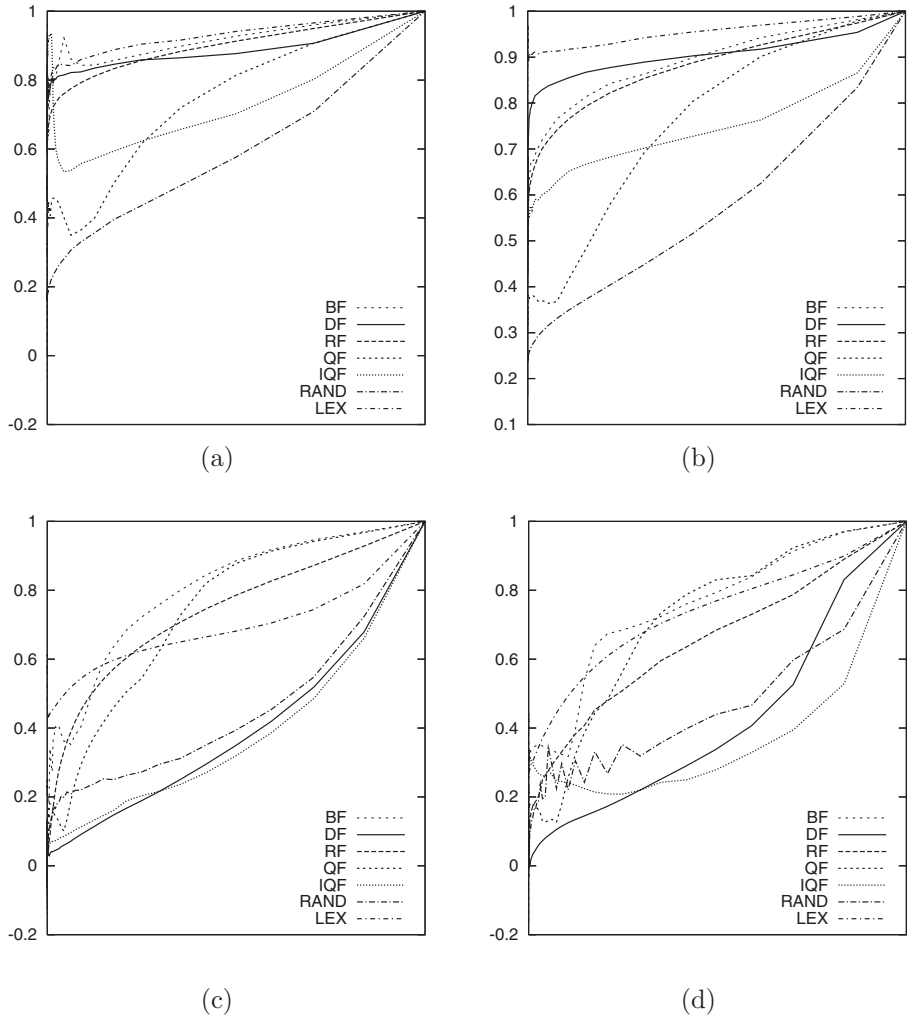 1
0.8
0.6
0.4
0.2
0
-0.2
BF
DF
RF
QF
IQF
RAND
LEX
(a)
1
0.9
0.8
0.7
0.6
0.5
0.4
0.3
0.2
0.1
BF
DF
RF
QF
IQF
RAND
LEX
(b)
1
0.8
0.6
0.4
0.2
0
-0.2
BF
DF
RF
QF
IQF
RAND
LEX
(c)
1
0.8
0.6
0.4
0.2
0
-0.2
BF
DF
RF
QF
IQF
RAND
LEX
(d)